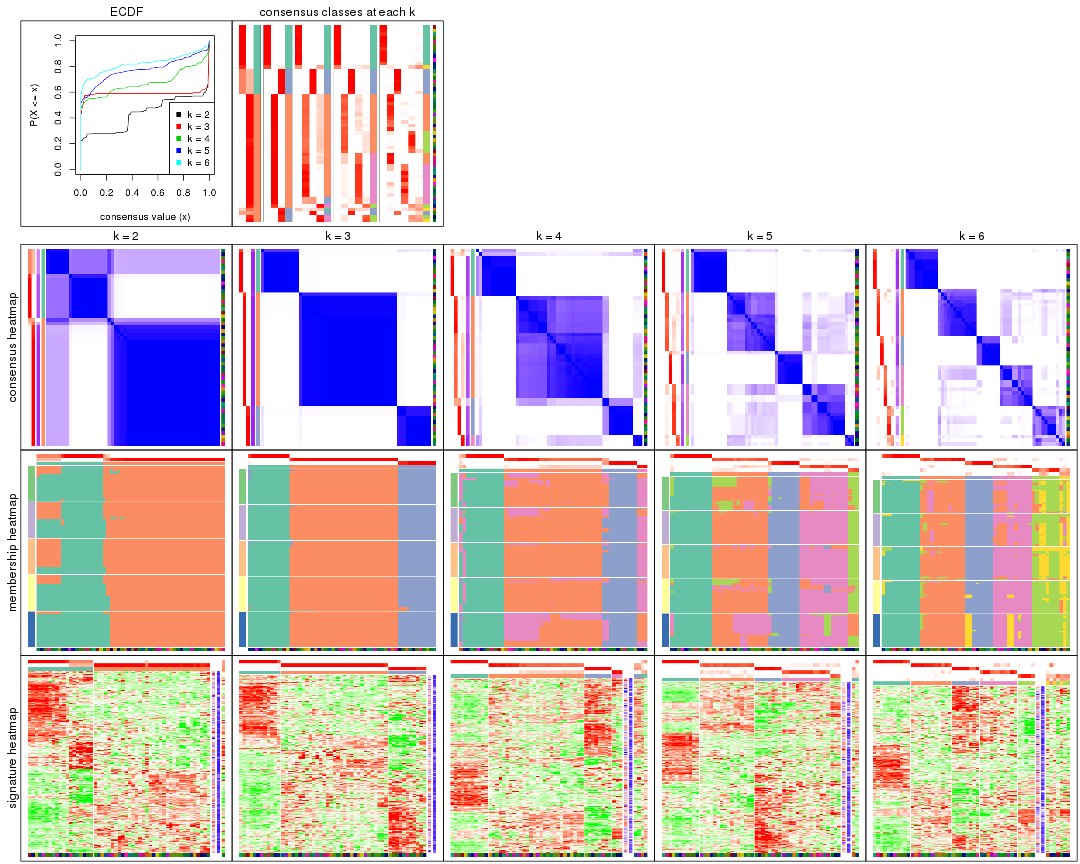 ECDF
consensus classes at each k
P(X <= x)
1.0
0.8
0.6
0.4
0.2
0.0
k = 2
k = 3
k = 4
k = 5
k = 6
0.0 0.2 0.4 0.6 0.8 1.0
consensus value (x)
k = 2
k = 3
k = 4
k = 5
k = 6
consensus heatmap
membership heatmap
signature heatmap